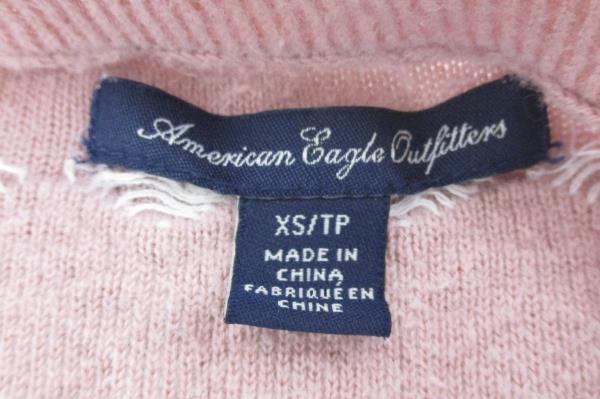 American Eagle Outfitters
XS/TP
MADE IN
CHINA
FABRIQUÉ EN
CHINE